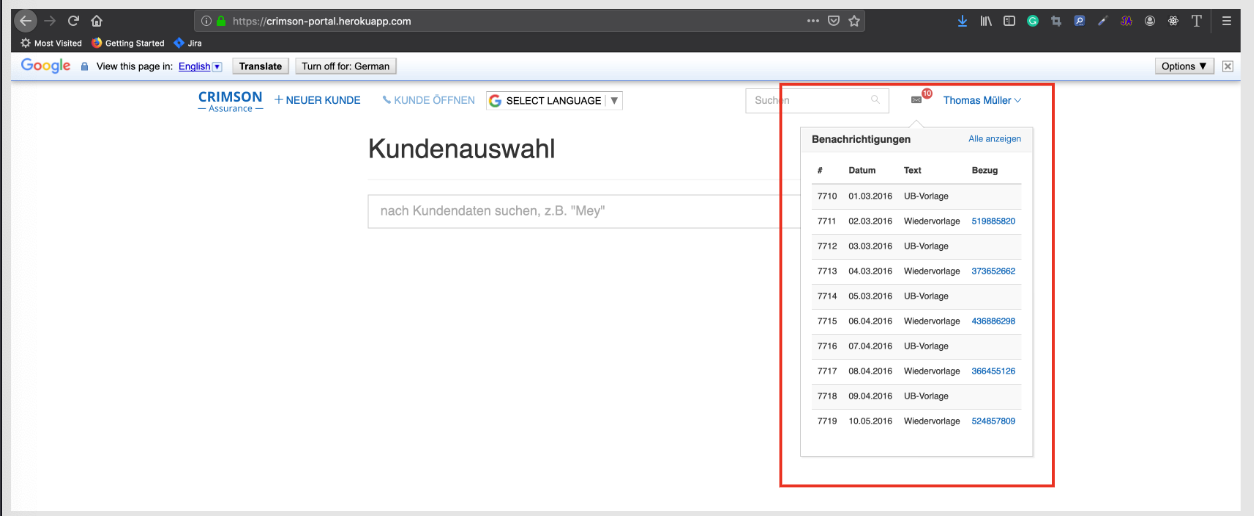 https://crimson-portal.herokuapp.com
Most Visited Getting Started Jira
Google View this page in: English Translate Turn off for: German Options ▼
CRIMSON
— Assurance —
+ NEUER KUNDE KUNDE ÖFFNEN G SELECT LANGUAGE ▼ Suchen 10 Thomas Müller
Kundenauswahl
nach Kundendaten suchen, z.B. "Mey"
Benachrichtigungen Alle anzeigen
# Datum Text Bezug
7710 01.03.2016 UB-Vorlage
7711 02.03.2016 Wiedervorlage 519885820
7712 03.03.2016 UB-Vorlage
7713 04.03.2016 Wiedervorlage 373652662
7714 05.03.2016 UB-Vorlage
7715 06.04.2016 Wiedervorlage 436886298
7716 07.04.2016 UB-Vorlage
7717 08.04.2016 Wiedervorlage 366455126
7718 09.04.2016 UB-Vorlage
7719 10.05.2016 Wiedervorlage 524857809